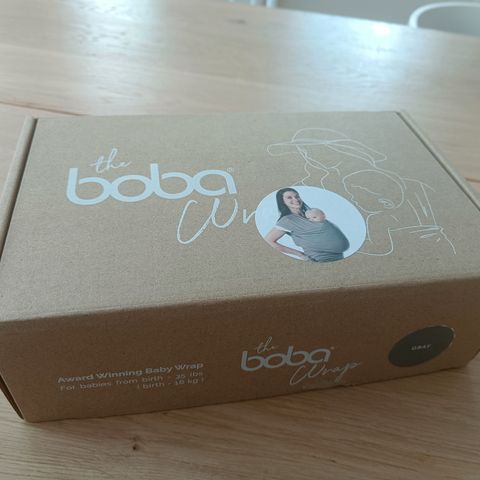 the
boba®
Wrap
Award Winning Baby Wrap
For babies from birth - 35 lbs
( birth - 16 kg )
the
boba®
Wrap
GRAY